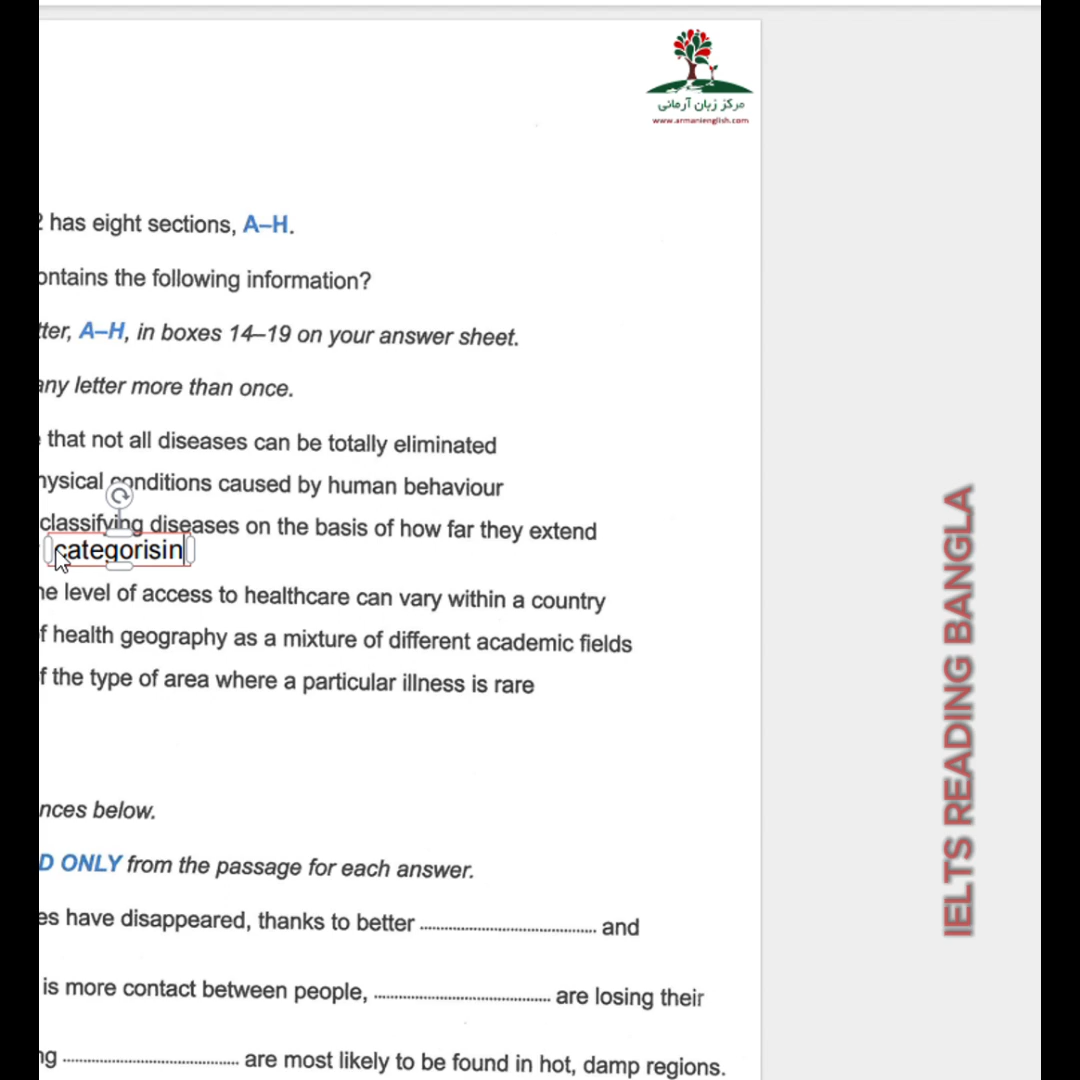 مرکز زبان آرمانی
www.armanienglish.com
has eight sections, A–H.
ontains the following information?
tter, A–H, in boxes 14–19 on your answer sheet.
any letter more than once.
that not all diseases can be totally eliminated
hysical conditions caused by human behaviour
classifying diseases on the basis of how far they extend
categorisin
he level of access to healthcare can vary within a country
f health geography as a mixture of different academic fields
f the type of area where a particular illness is rare
nces below.
D ONLY from the passage for each answer.
es have disappeared, thanks to better .................................... and
is more contact between people, .................................... are losing their
ng .................................... are most likely to be found in hot, damp regions.
IELTS READING BANGLA